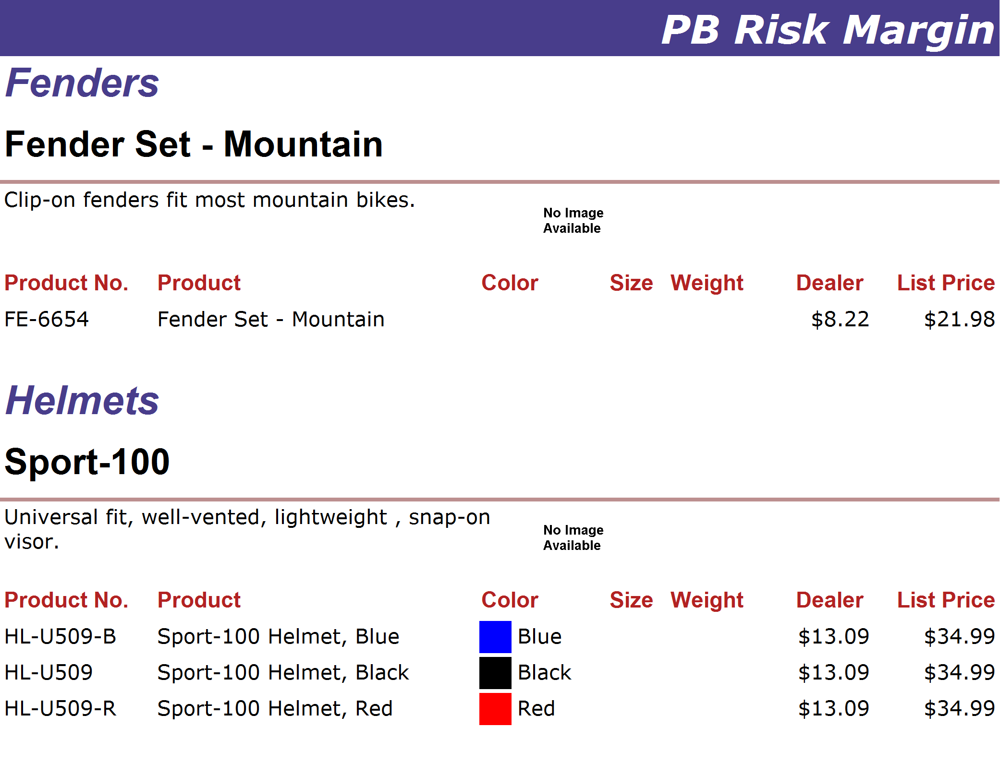 PB Risk Margin
Fenders
Fender Set - Mountain
Clip-on fenders fit most mountain bikes.
No Image
Available
Product No. Product Color Size Weight Dealer List Price
FE-6654 Fender Set - Mountain $8.22 $21.98
Helmets
Sport-100
Universal fit, well-vented, lightweight , snap-on
visor.
No Image
Available
Product No. Product Color Size Weight Dealer List Price
HL-U509-B Sport-100 Helmet, Blue Blue $13.09 $34.99
HL-U509 Sport-100 Helmet, Black Black $13.09 $34.99
HL-U509-R Sport-100 Helmet, Red Red $13.09 $34.99